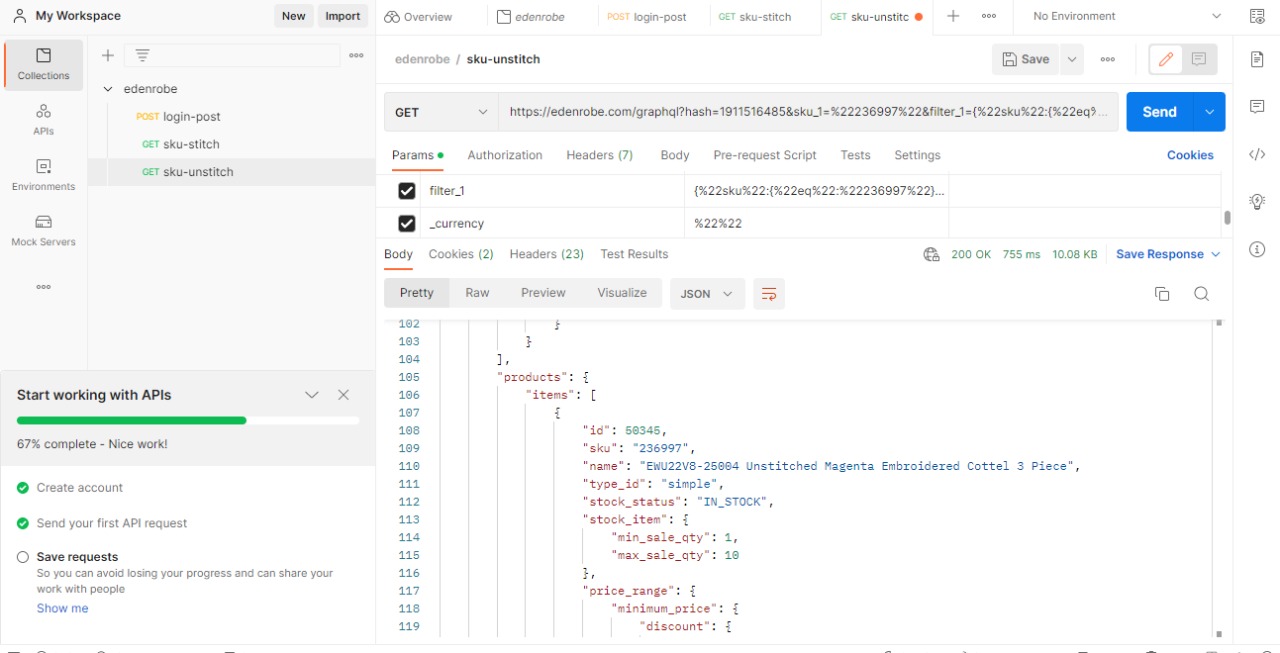 My Workspace
New
Import
Overview
edenrobe
POST login-post
GET sku-stitch
GET sku-unstitc
No Environment
Collections
APIs
Environments
Mock Servers
edenrobe
POST login-post
GET sku-stitch
GET sku-unstitch
Start working with APIs
67% complete - Nice work!
Create account
Send your first API request
Save requests
So you can avoid losing your progress and can share your
work with people
Show me
edenrobe / sku-unstitch
Save
GET
https://edenrobe.com/graphql?hash=1911516485&sku_1=%22236997%22&filter_1={%22sku%22:{%22eq%...
Send
Params
Authorization
Headers (7)
Body
Pre-request Script
Tests
Settings
Cookies
filter_1
{%22sku%22:{%22eq%22:%22236997%22}...
_currency
%22%22
Body
Cookies (2)
Headers (23)
Test Results
200 OK
755 ms
10.08 KB
Save Response
Pretty
Raw
Preview
Visualize
JSON
102 }
103 }
104 ],
105 "products": {
106 "items": [
107 {
108 "id": 50345,
109 "sku": "236997",
110 "name": "EWU22V8-25004 Unstitched Magenta Embroidered Cottel 3 Piece",
111 "type_id": "simple",
112 "stock_status": "IN_STOCK",
113 "stock_item": {
114 "min_sale_qty": 1,
115 "max_sale_qty": 10
116 },
117 "price_range": {
118 "minimum_price": {
119 "discount": {